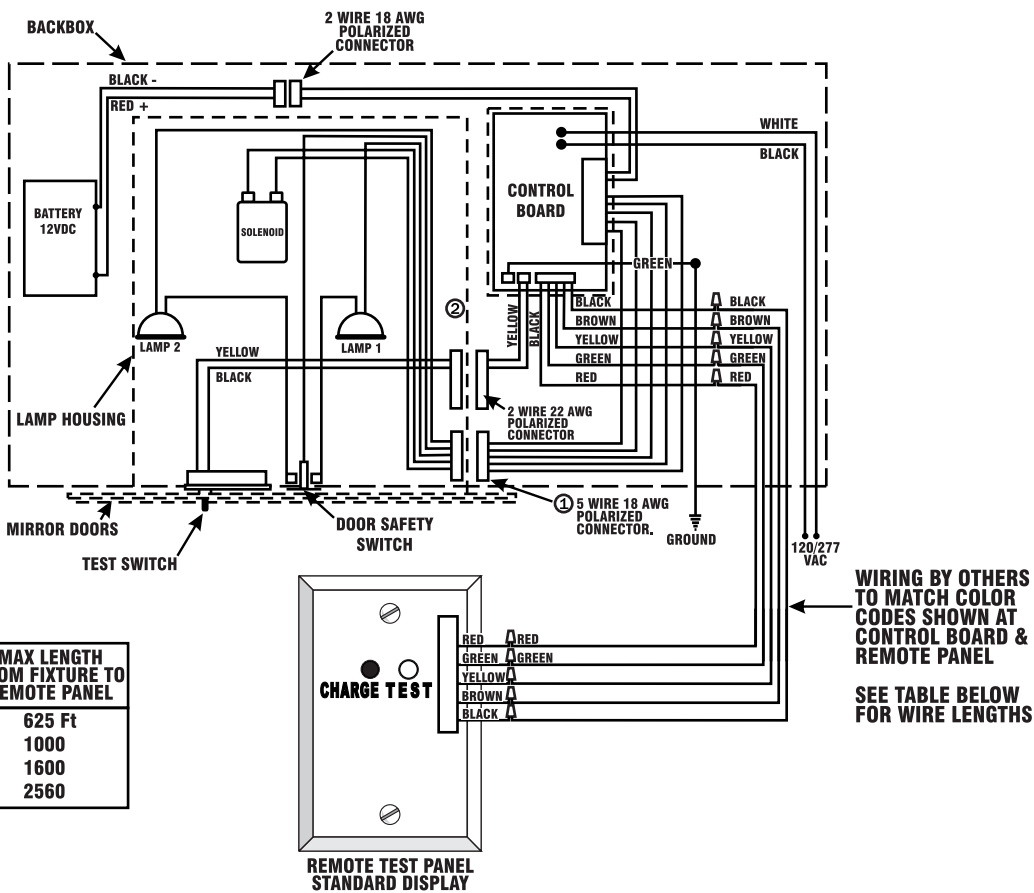 2 WIRE 18 AWG
POLARIZED
CONNECTOR
BACKBOX
BLACK -
RED +
WHITE
BLACK
CONTROL
BOARD
BATTERY
12VDC
SOLENOID
GREEN
②
YELLOW
BLACK
BLACK
BROWN
YELLOW
GREEN
RED
BLACK
BROWN
YELLOW
GREEN
RED
LAMP 2
LAMP 1
YELLOW
BLACK
LAMP HOUSING
2 WIRE 22 AWG
POLARIZED
CONNECTOR
① 5 WIRE 18 AWG
POLARIZED
CONNECTOR.
MIRROR DOORS
TEST SWITCH
DOOR SAFETY
SWITCH
GROUND
120/277
VAC
WIRING BY OTHERS
TO MATCH COLOR
CODES SHOWN AT
CONTROL BOARD &
REMOTE PANEL
SEE TABLE BELOW
FOR WIRE LENGTHS
MAX LENGTH
OM FIXTURE TO
EMOTE PANEL
625 Ft
1000
1600
2560
CHARGE TEST
RED
GREEN
YELLOW
BROWN
BLACK
RED
GREEN
REMOTE TEST PANEL
STANDARD DISPLAY